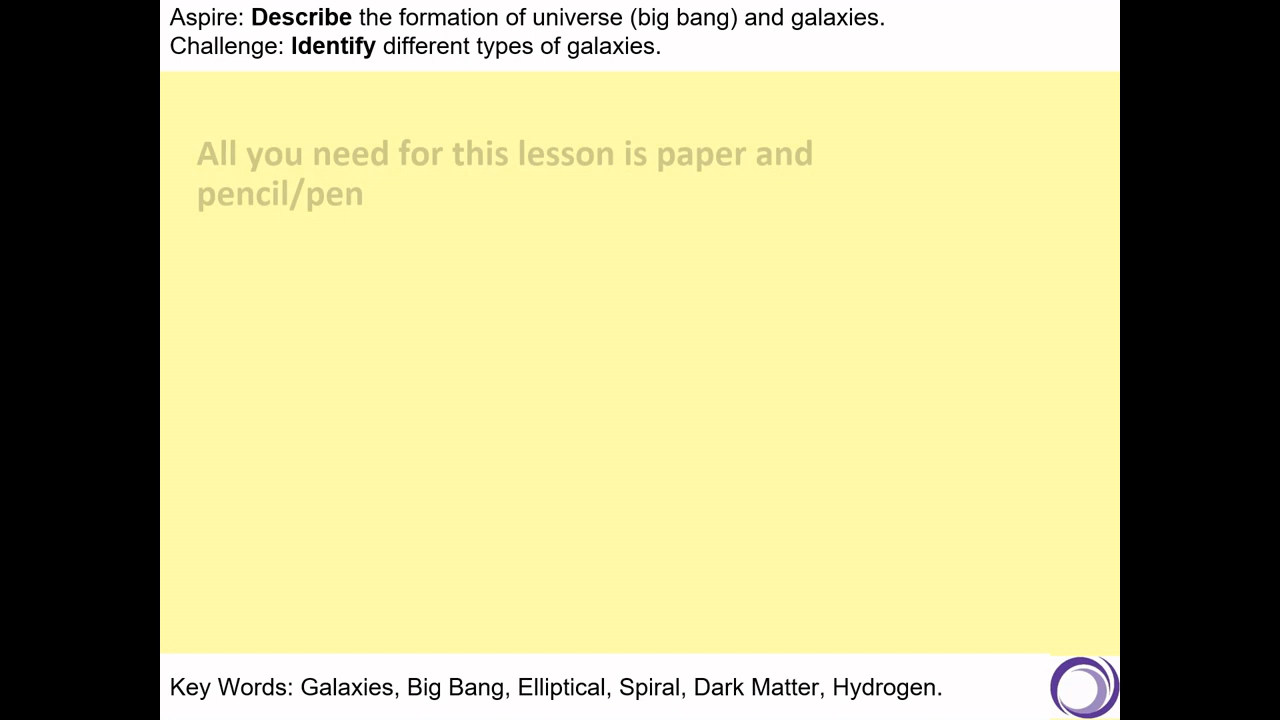 Aspire: Describe the formation of universe (big bang) and galaxies.
Challenge: Identify different types of galaxies.
All you need for this lesson is paper and
pencil/pen
Key Words: Galaxies, Big Bang, Elliptical, Spiral, Dark Matter, Hydrogen.